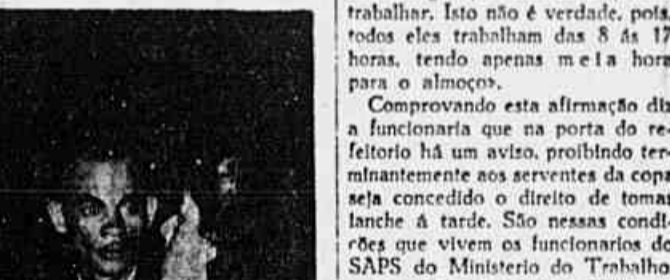 trabalhar. Isto não é verdade, pois
todos eles trabalham das 8 ás 17
horas, tendo apenas meia hora
para o almoço».
Comprovando esta afirmação diz
a funcionaria que na porta do re-
feitorio há um aviso, proibindo ter-
minantemente aos serventes da copa
seja concedido o direito de tomar
lanche á tarde. São nessas condi-
rões que vivem os funcionarios do
SAPS do Ministerio do Trabalho